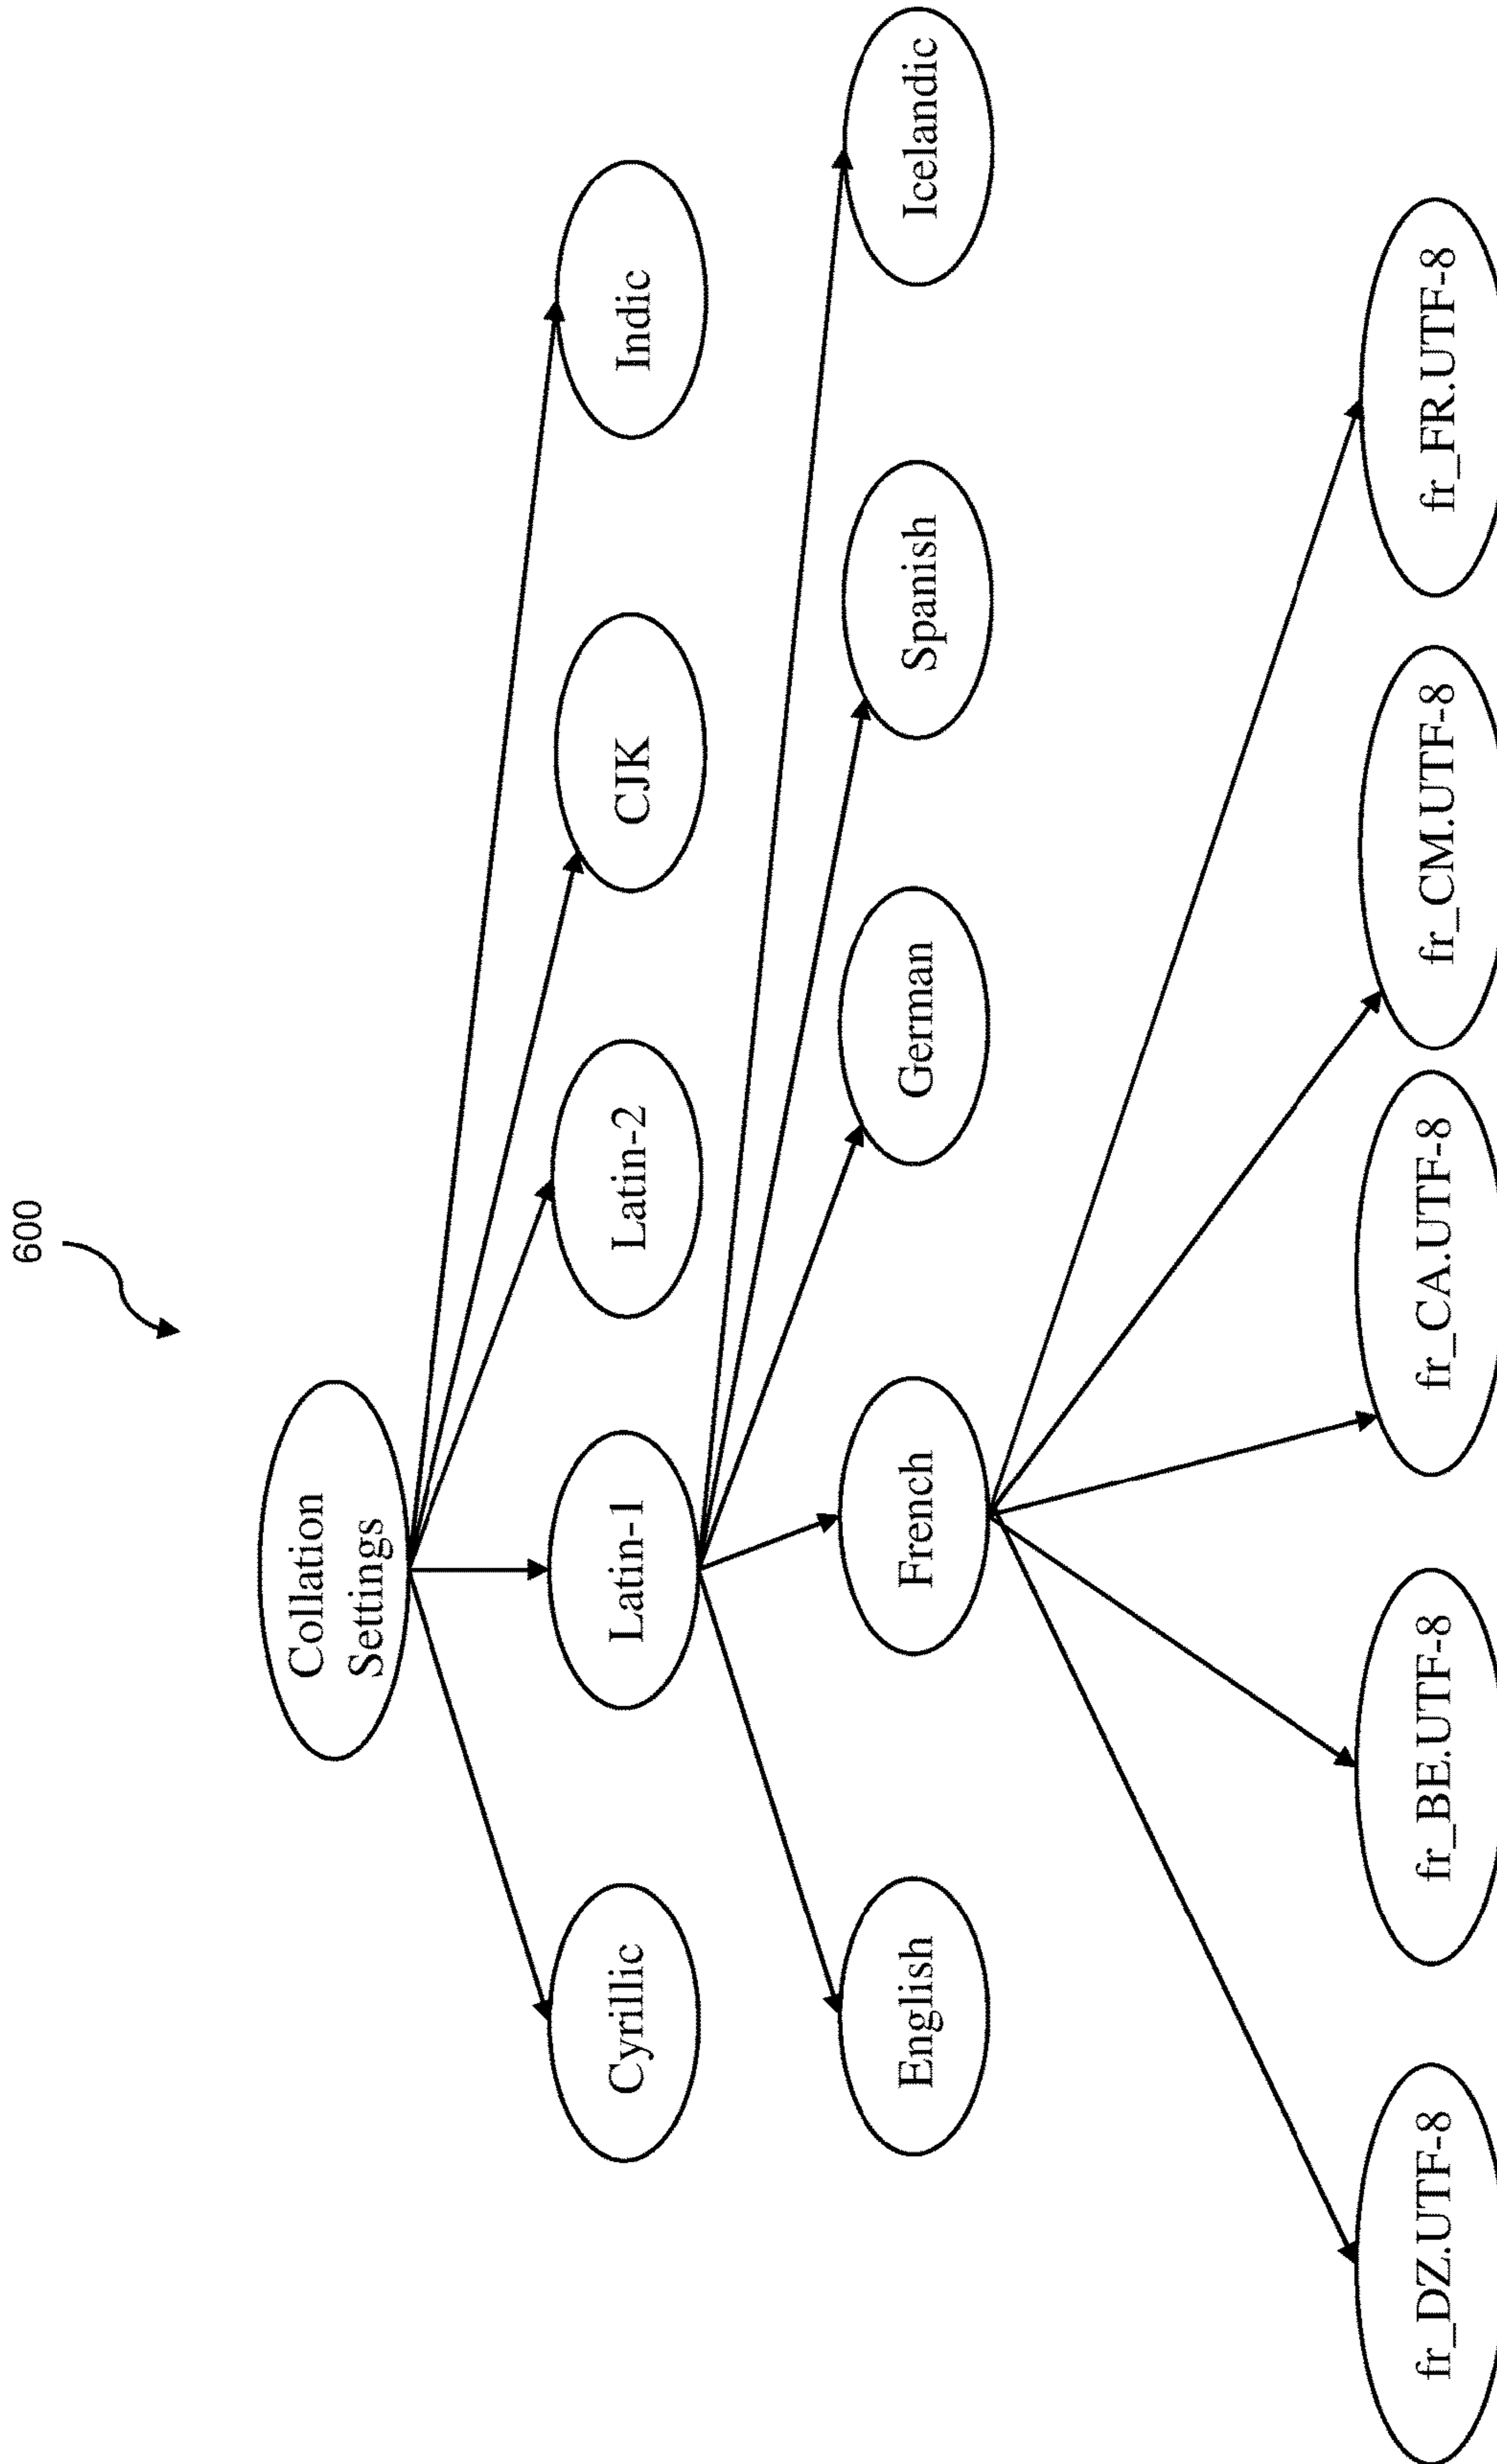 600
Collation
Settings
Cyrillic
Latin-1
Latin-2
CJK
Indic
English
French
German
Spanish
Icelandic
fr_DZ.UTF-8
fr_BE.UTF-8
fr_CA.UTF-8
fr_CM.UTF-8
fr_FR.UTF-8